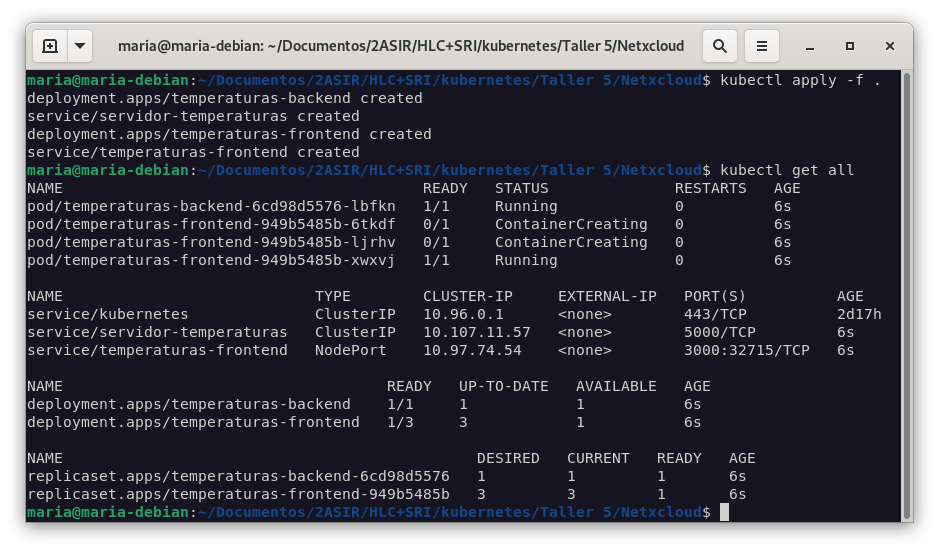 maria@maria-debian: ~/Documentos/2ASIR/HLC+SRI/kubernetes/Taller 5/Netxcloud
maria@maria-debian:~/Documentos/2ASIR/HLC+SRI/kubernetes/Taller 5/Netxcloud$ kubectl apply -f .
deployment.apps/temperaturas-backend created
service/servidor-temperaturas created
deployment.apps/temperaturas-frontend created
service/temperaturas-frontend created
maria@maria-debian:~/Documentos/2ASIR/HLC+SRI/kubernetes/Taller 5/Netxcloud$ kubectl get all
NAME                                        READY   STATUS              RESTARTS   AGE
pod/temperaturas-backend-6cd98d5576-lbfkn   1/1     Running             0          6s
pod/temperaturas-frontend-949b5485b-6tkdf   0/1     ContainerCreating   0          6s
pod/temperaturas-frontend-949b5485b-ljrhv   0/1     ContainerCreating   0          6s
pod/temperaturas-frontend-949b5485b-xwxvj   1/1     Running             0          6s
NAME                            TYPE        CLUSTER-IP     EXTERNAL-IP   PORT(S)          AGE
service/kubernetes              ClusterIP   10.96.0.1      <none>        443/TCP          2d17h
service/servidor-temperaturas   ClusterIP   10.107.11.57   <none>        5000/TCP         6s
service/temperaturas-frontend   NodePort    10.97.74.54    <none>        3000:32715/TCP   6s
NAME                                    READY   UP-TO-DATE   AVAILABLE   AGE
deployment.apps/temperaturas-backend    1/1     1            1           6s
deployment.apps/temperaturas-frontend   1/3     3            1           6s
NAME                                              DESIRED   CURRENT   READY   AGE
replicaset.apps/temperaturas-backend-6cd98d5576   1         1         1       6s
replicaset.apps/temperaturas-frontend-949b5485b   3         3         1       6s
maria@maria-debian:~/Documentos/2ASIR/HLC+SRI/kubernetes/Taller 5/Netxcloud$